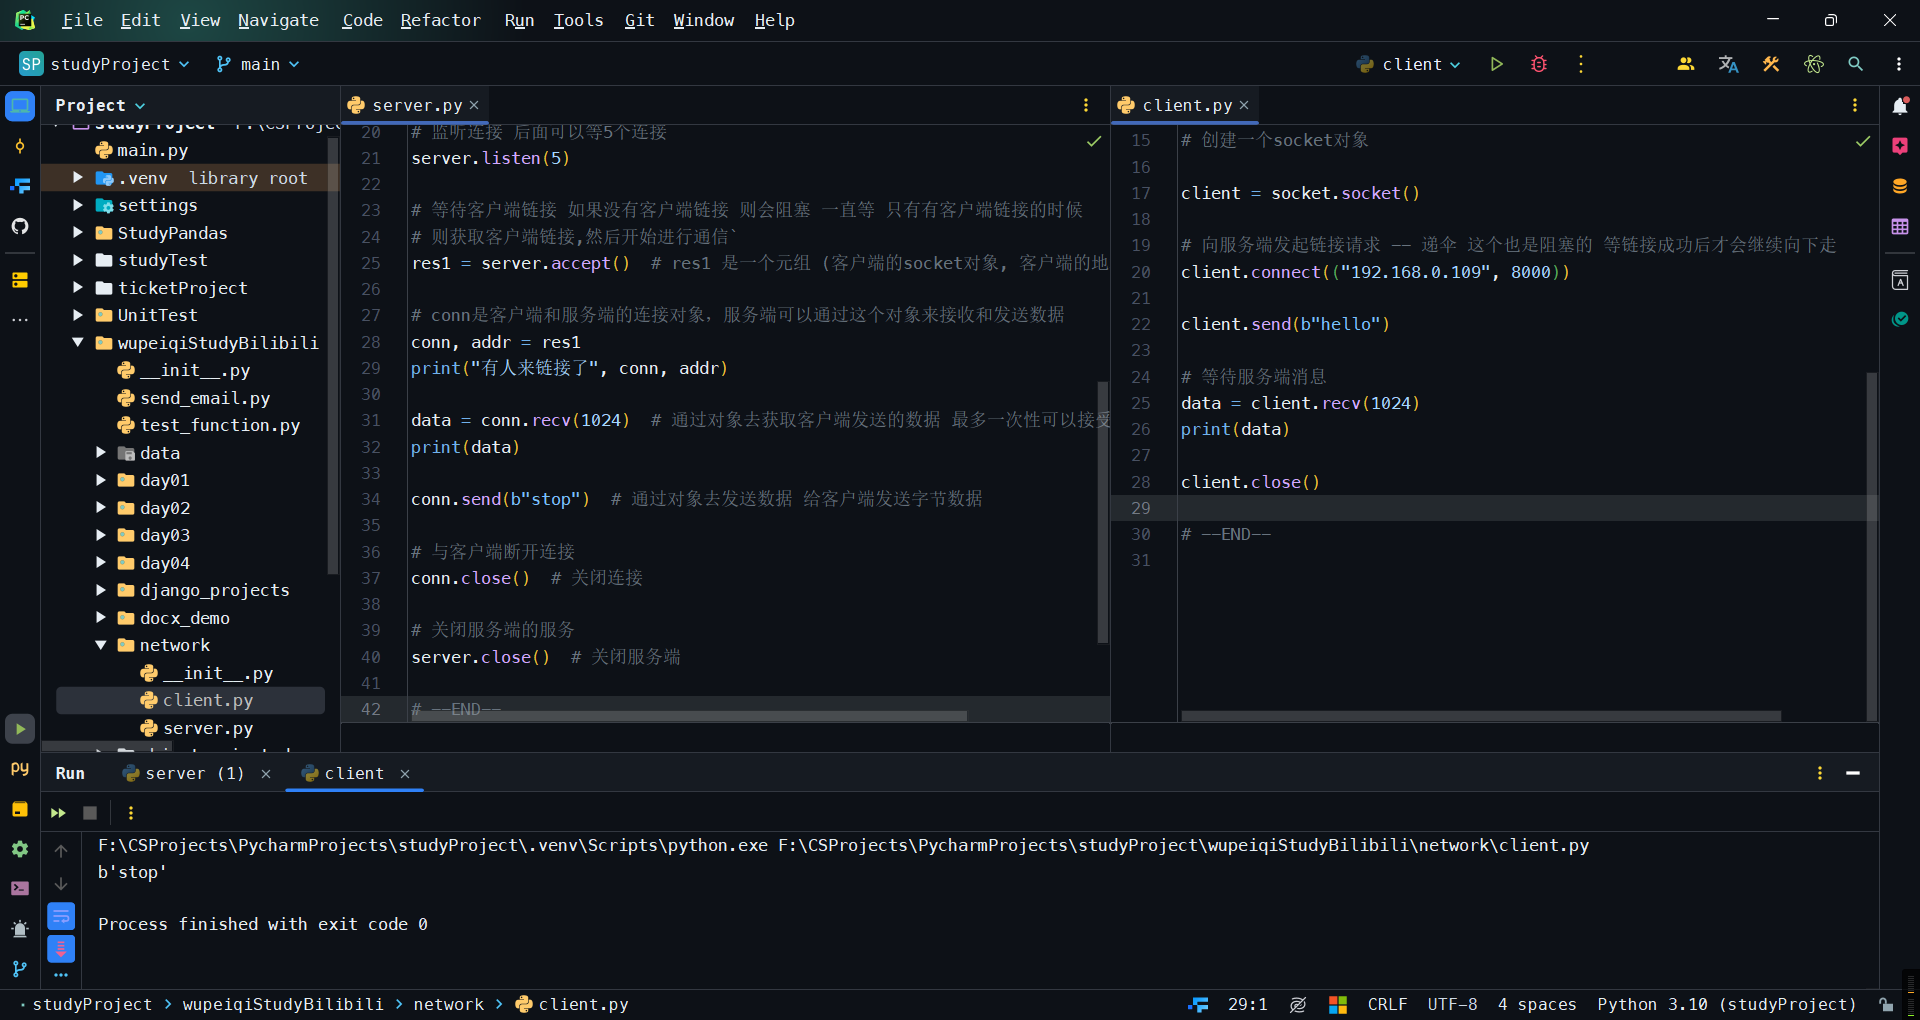 File Edit View Navigate Code Refactor Run Tools Git Window Help
SP studyProject main client
Project
main.py
.venv library root
settings
StudyPandas
studyTest
ticketProject
UnitTest
wupeiqiStudyBilibili
__init__.py
send_email.py
test_function.py
data
day01
day02
day03
day04
django_projects
docx_demo
network
__init__.py
client.py
server.py
server.py
20 # 监听连接 后面可以等5个连接
21 server.listen(5)
22
23 # 等待客户端链接 如果没有客户端链接 则会阻塞 一直等 只有有客户端链接的时候
24 # 则获取客户端链接,然后开始进行通信`
25 res1 = server.accept()  # res1 是一个元组 (客户端的socket对象, 客户端的地
26
27 # conn是客户端和服务端的连接对象，服务端可以通过这个对象来接收和发送数据
28 conn, addr = res1
29 print("有人来链接了", conn, addr)
30
31 data = conn.recv(1024)  # 通过对象去获取客户端发送的数据 最多一次性可以接受
32 print(data)
33
34 conn.send(b"stop")  # 通过对象去发送数据 给客户端发送字节数据
35
36 # 与客户端断开连接
37 conn.close()  # 关闭连接
38
39 # 关闭服务端的服务
40 server.close()  # 关闭服务端
41
42 # --END--
client.py
15 # 创建一个socket对象
16
17 client = socket.socket()
18
19 # 向服务端发起链接请求 -- 递伞 这个也是阻塞的 等链接成功后才会继续向下走
20 client.connect(("192.168.0.109", 8000))
21
22 client.send(b"hello")
23
24 # 等待服务端消息
25 data = client.recv(1024)
26 print(data)
27
28 client.close()
29
30 # --END--
31
Run server (1) client
F:\CSProjects\PycharmProjects\studyProject\.venv\Scripts\python.exe F:\CSProjects\PycharmProjects\studyProject\wupeiqiStudyBilibili\network\client.py
b'stop'
Process finished with exit code 0
studyProject > wupeiqiStudyBilibili > network > client.py
29:1 CRLF UTF-8 4 spaces Python 3.10 (studyProject)